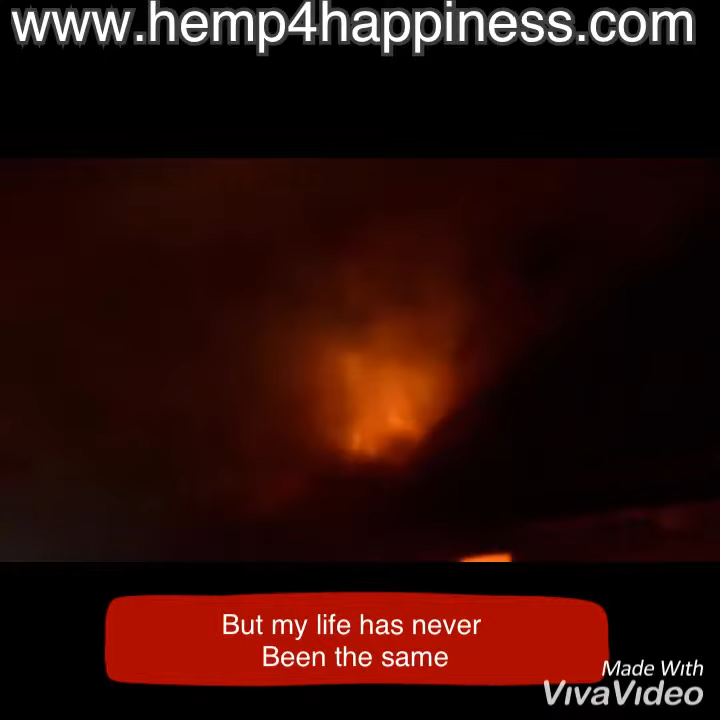 www.hemp4happiness.com
But my life has never
Been the same
Made With
VivaVideo